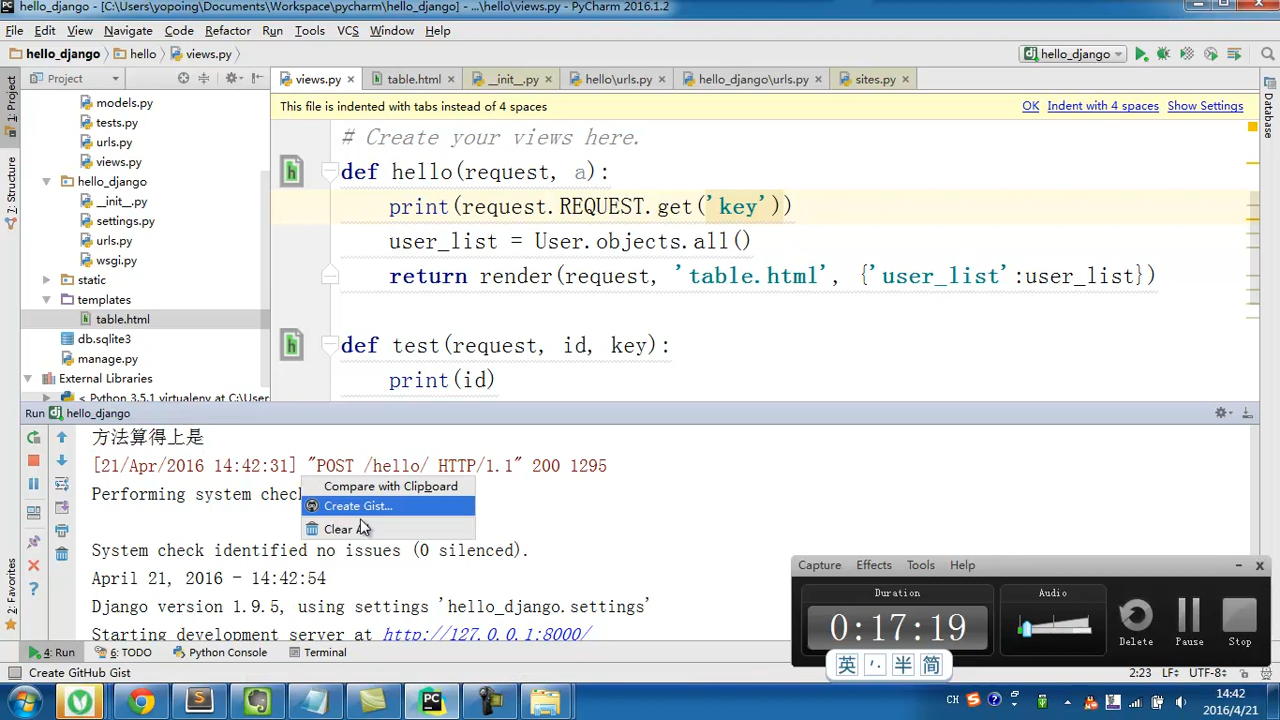 hello_django - [C:\Users\yopoing\Documents\Workspace\pycharm\hello_django] - ...\hello\views.py - PyCharm 2016.1.2
File Edit View Navigate Code Refactor Run Tools VCS Window Help
hello_django hello views.py hello_django
1: Project
7: Structure
2: Favorites
Database
Project
models.py
tests.py
urls.py
views.py
hello_django
__init__.py
settings.py
urls.py
wsgi.py
static
templates
table.html
db.sqlite3
manage.py
External Libraries
< Python 3.5.1 virtualenv at C:\User
views.py table.html __init__.py hello\urls.py hello_django\urls.py sites.py
This file is indented with tabs instead of 4 spaces OK Indent with 4 spaces Show Settings
# Create your views here.
def hello(request, a):
print(request.REQUEST.get('key'))
user_list = User.objects.all()
return render(request, 'table.html', {'user_list':user_list})
def test(request, id, key):
print(id)
Run hello_django
方法算得上是
[21/Apr/2016 14:42:31] "POST /hello/ HTTP/1.1" 200 1295
Performing system chec
Compare with Clipboard
Create Gist...
Clear A
System check identified no issues (0 silenced).
April 21, 2016 - 14:42:54
Django version 1.9.5, using settings 'hello_django.settings'
Starting development server at http://127.0.0.1:8000/
Capture Effects Tools Help
Duration
0:17:19
Audio
Delete Pause Stop
英 半 简
4: Run 6: TODO Python Console Terminal
Create GitHub Gist 2:23 LF÷ UTF-8÷
CH 14:42
2016/4/21